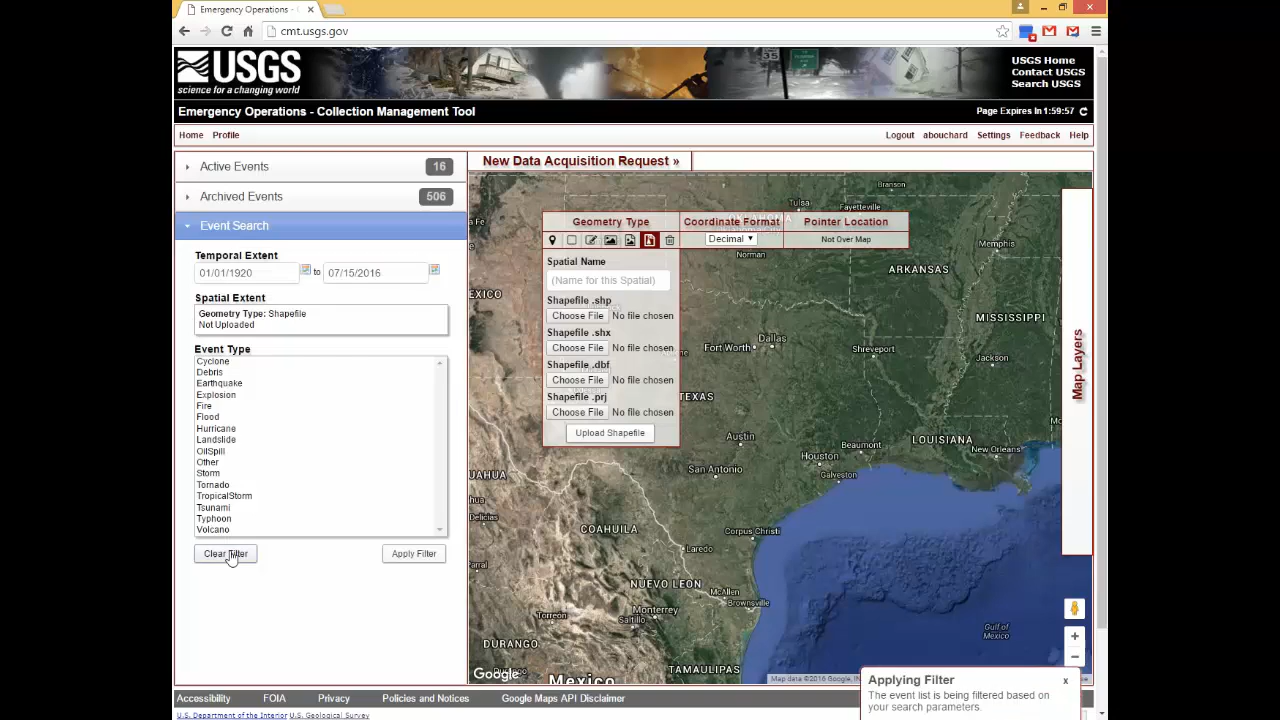 Emergency Operations - C
cmt.usgs.gov
USGS
science for a changing world
35
USGS Home
Contact USGS
Search USGS
Emergency Operations - Collection Management Tool
Page Expires In 1:59:57
Home Profile
Logout abouchard Settings Feedback Help
Active Events 16
Archived Events 506
Event Search
Temporal Extent
01/01/1920 to 07/15/2016
Spatial Extent
Geometry Type: Shapefile
Not Uploaded
Event Type
Cyclone
Debris
Earthquake
Explosion
Fire
Flood
Hurricane
Landslide
OilSpill
Other
Storm
Tornado
TropicalStorm
Tsunami
Typhoon
Volcano
Clear Filter Apply Filter
New Data Acquisition Request »
Geometry Type Coordinate Format Pointer Location
Decimal Not Over Map
Spatial Name
(Name for this Spatial)
Shapefile .shp
Choose File No file chosen
Shapefile .shx
Choose File No file chosen
Shapefile .dbf
Choose File No file chosen
Shapefile .prj
Choose File No file chosen
Upload Shapefile
Branson
Tulsa
Fayetteville
Norman
Memphis
ARKANSAS
MISSISSIPPI
Dallas
Fort Worth
Shreveport
Jackson
TEXAS
Austin
Beaumont
LOUISIANA
Houston
New Orleans
San Antonio
Galveston
COAHUILA
Corpus Christi
Laredo
NUEVO LEON
McAllen
Brownsville
Monterrey
Torreón
Saltillo
DURANGO
TAMAULIPAS
Gulf of
Mexico
Delicias
Map Layers
Google
Map data ©2016 Google, IN
Applying Filter x
The event list is being filtered based on
your search parameters.
Accessibility FOIA Privacy Policies and Notices Google Maps API Disclaimer
U.S. Department of the Interior U.S. Geological Survey